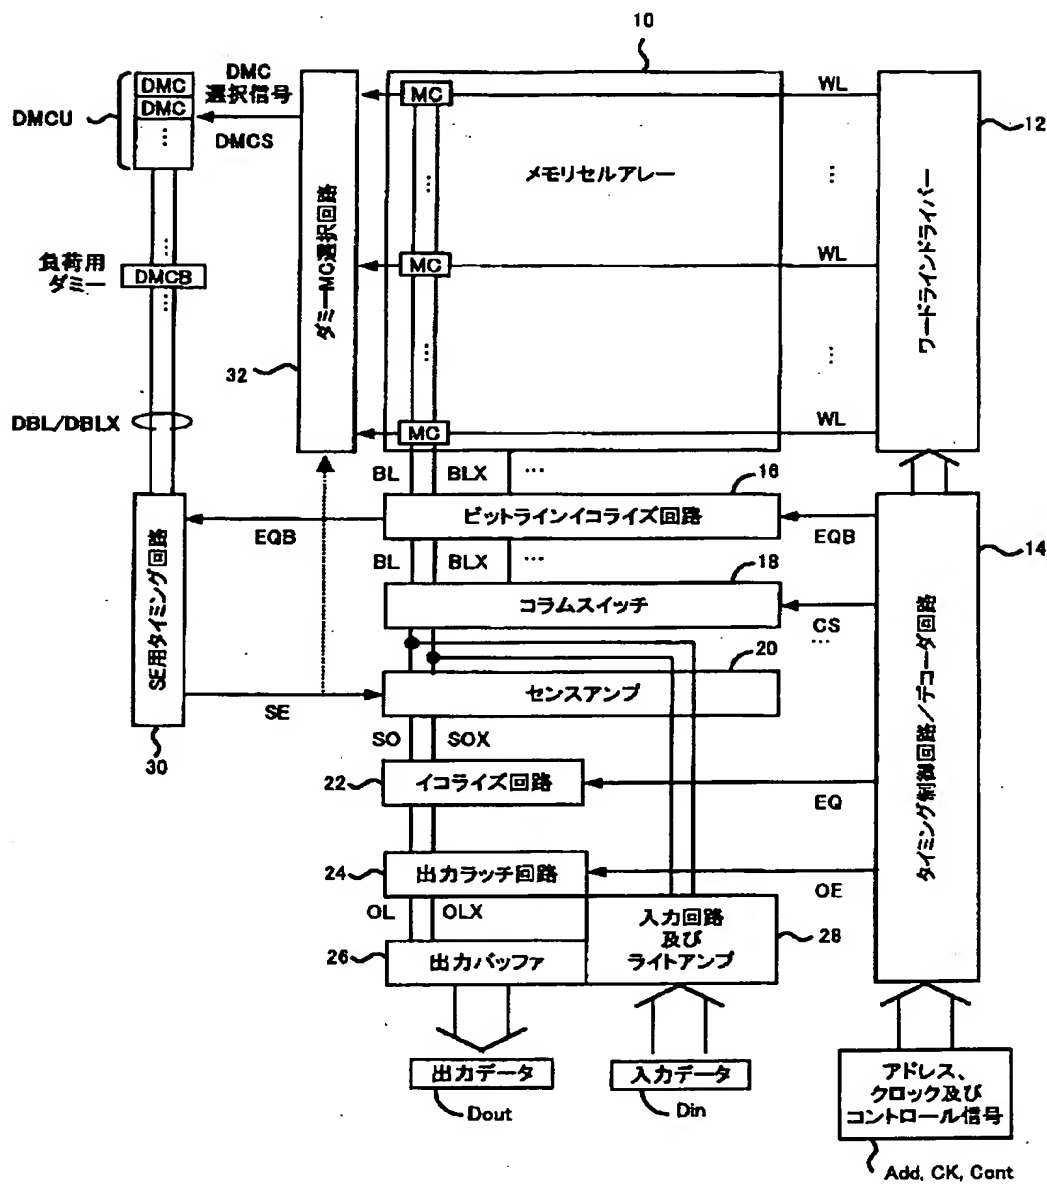 10
DMC
DMC
...
DMCU
DMC
選択信号
DMCS
MC
WL
12
...
メモリセルアレー
...
ダミーMC選択回路
ワードラインドライバー
負荷用
ダミー
...
DMCB
...
MC
WL
...
...
32
DBL/DBLX
MC
WL
BL
BLX
...
16
ビットラインイコライズ回路
EQB
EQB
14
BL
BLX
...
18
コラムスイッチ
CS
...
SE用タイミング回路
タイミング制御回路/デコーダ回路
20
センスアンプ
SE
30
SO
SOX
22
イコライズ回路
EQ
24
出力ラッチ回路
OE
OL
OLX
入力回路
及び
ライトアンプ
28
26
出力バッファ
出力データ
入力データ
Dout
Din
アドレス、
クロック及び
コントロール信号
Add, CK, Cont